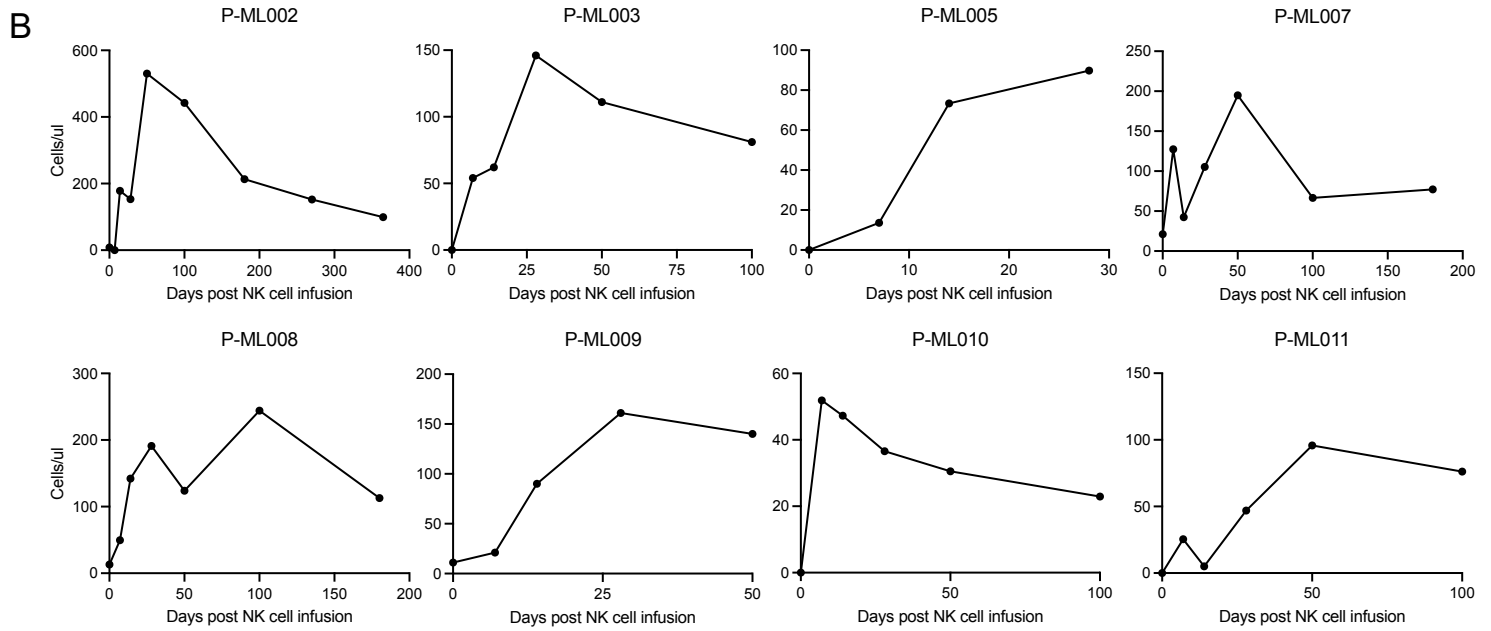 B
P-ML002
P-ML003
P-ML005
P-ML007
600
400
200
0
Cells/ul
0 100 200 300 400
Days post NK cell infusion
150
100
50
0
0 25 50 75 100
Days post NK cell infusion
100
80
60
40
20
0
0 10 20 30
Days post NK cell infusion
250
200
150
100
50
0
0 50 100 150 200
Days post NK cell infusion
P-ML008
P-ML009
P-ML010
P-ML011
300
200
100
0
Cells/ul
0 50 100 150 200
Days post NK cell infusion
200
150
100
50
0
0 25 50
Days post NK cell infusion
60
40
20
0
0 50 100
Days post NK cell infusion
150
100
50
0
0 50 100
Days post NK cell infusion